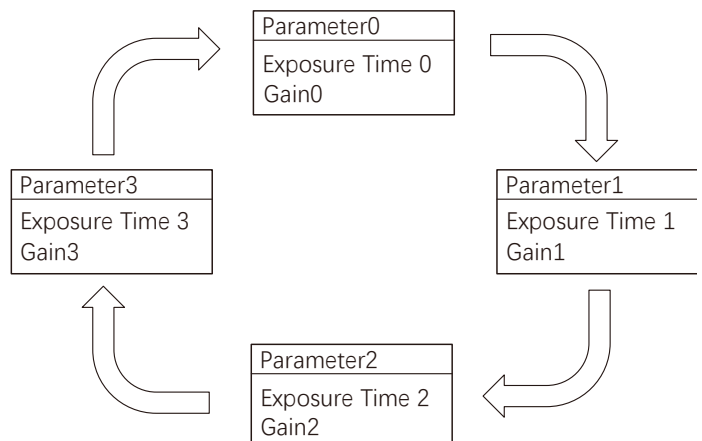 Parameter0
Exposure Time 0
Gain0
Parameter3
Exposure Time 3
Gain3
Parameter1
Exposure Time 1
Gain1
Parameter2
Exposure Time 2
Gain2